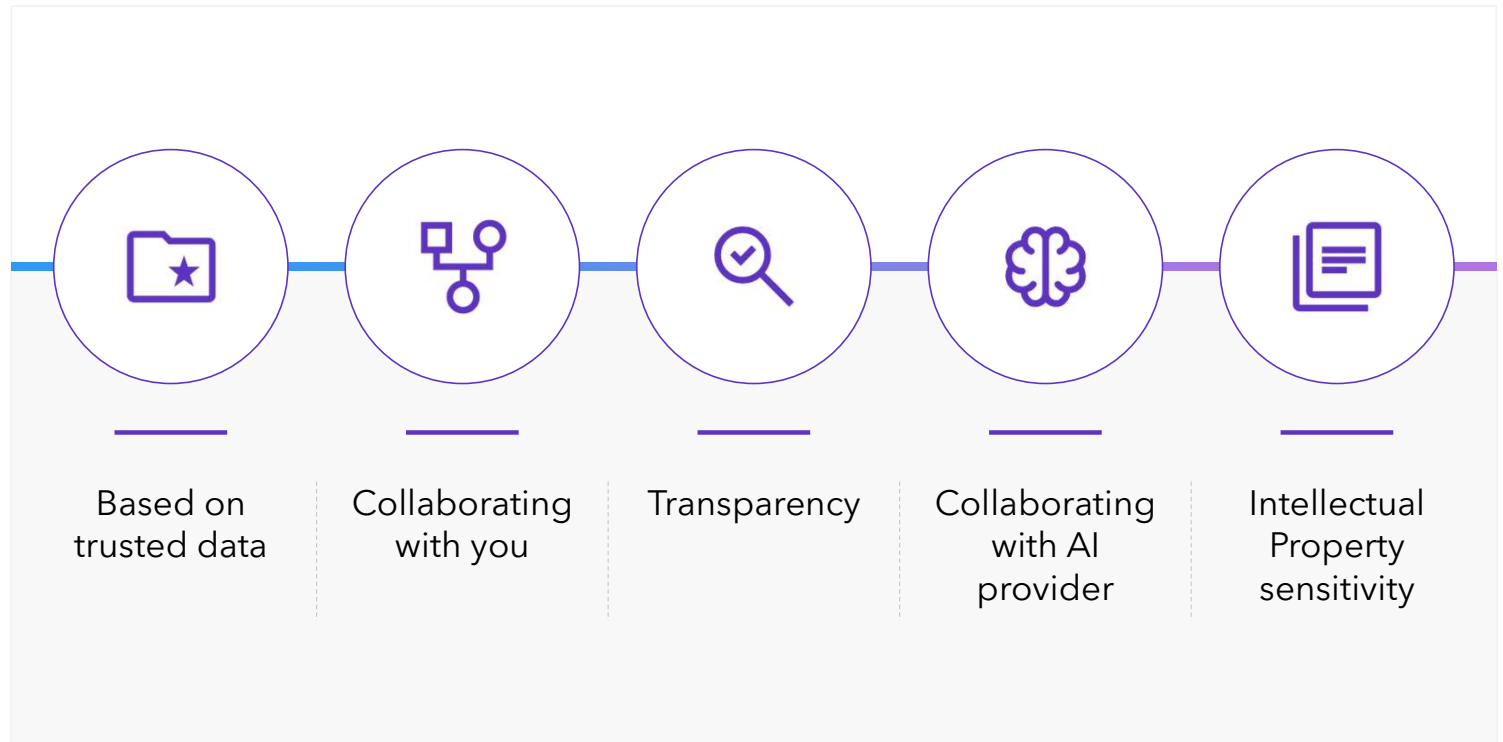 Based on
trusted data
Collaborating
with you
Transparency
Collaborating
with AI
provider
Intellectual
Property
sensitivity